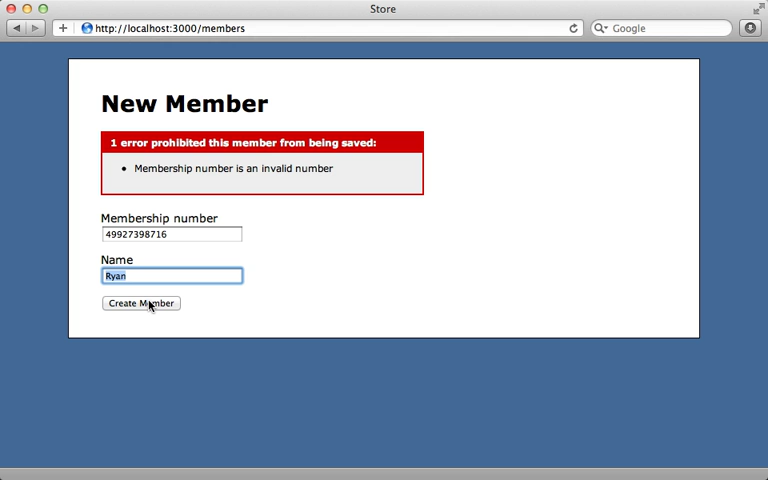 Store
http://localhost:3000/members
Google
New Member
1 error prohibited this member from being saved:
• Membership number is an invalid number
Membership number
49927398716
Name
Ryan
Create Member